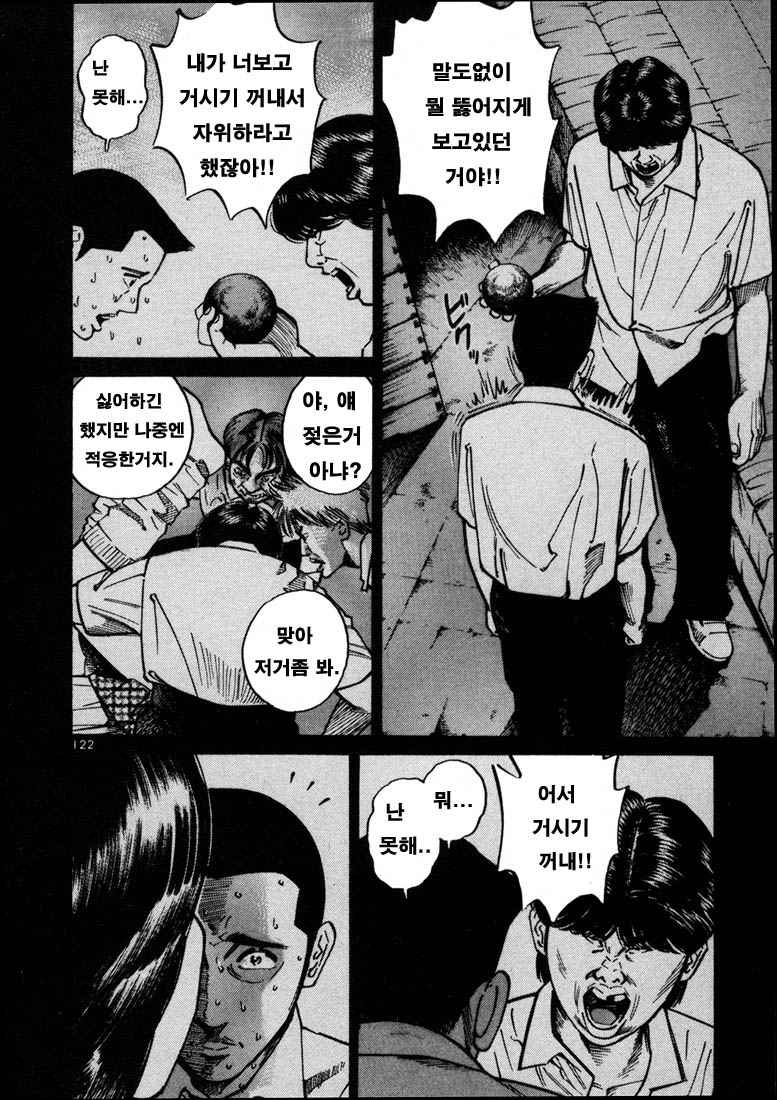 말도없이
뭘 뚫어지게
보고있던
거야!!
ビクッ
내가 너보고
거시기 꺼내서
자위하라고
했잖아!!
난
못해...
야, 얘
젖은거
아냐?
싫어하긴
했지만 나중엔
적응한거지.
맞아
저거좀 봐.
122
어서
거시기
꺼내!!
뭐...
난
못해..